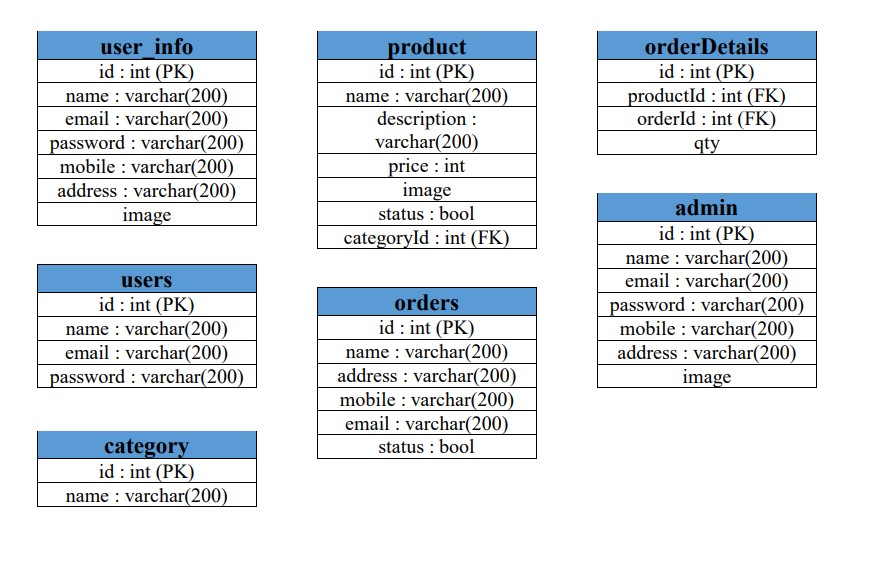 user_info
id : int (PK)
name : varchar(200)
email : varchar(200)
password : varchar(200)
mobile : varchar(200)
address : varchar(200)
image
users
id : int (PK)
name : varchar(200)
email : varchar(200)
password : varchar(200)
category
id : int (PK)
name : varchar(200)
product
id : int (PK)
name : varchar(200)
description :
varchar(200)
price : int
image
status : bool
categoryId : int (FK)
orders
id : int (PK)
name : varchar(200)
address : varchar(200)
mobile : varchar(200)
email : varchar(200)
status : bool
orderDetails
id : int (PK)
productId : int (FK)
orderId : int (FK)
qty
admin
id : int (PK)
name : varchar(200)
email : varchar(200)
password : varchar(200)
mobile : varchar(200)
address : varchar(200)
image